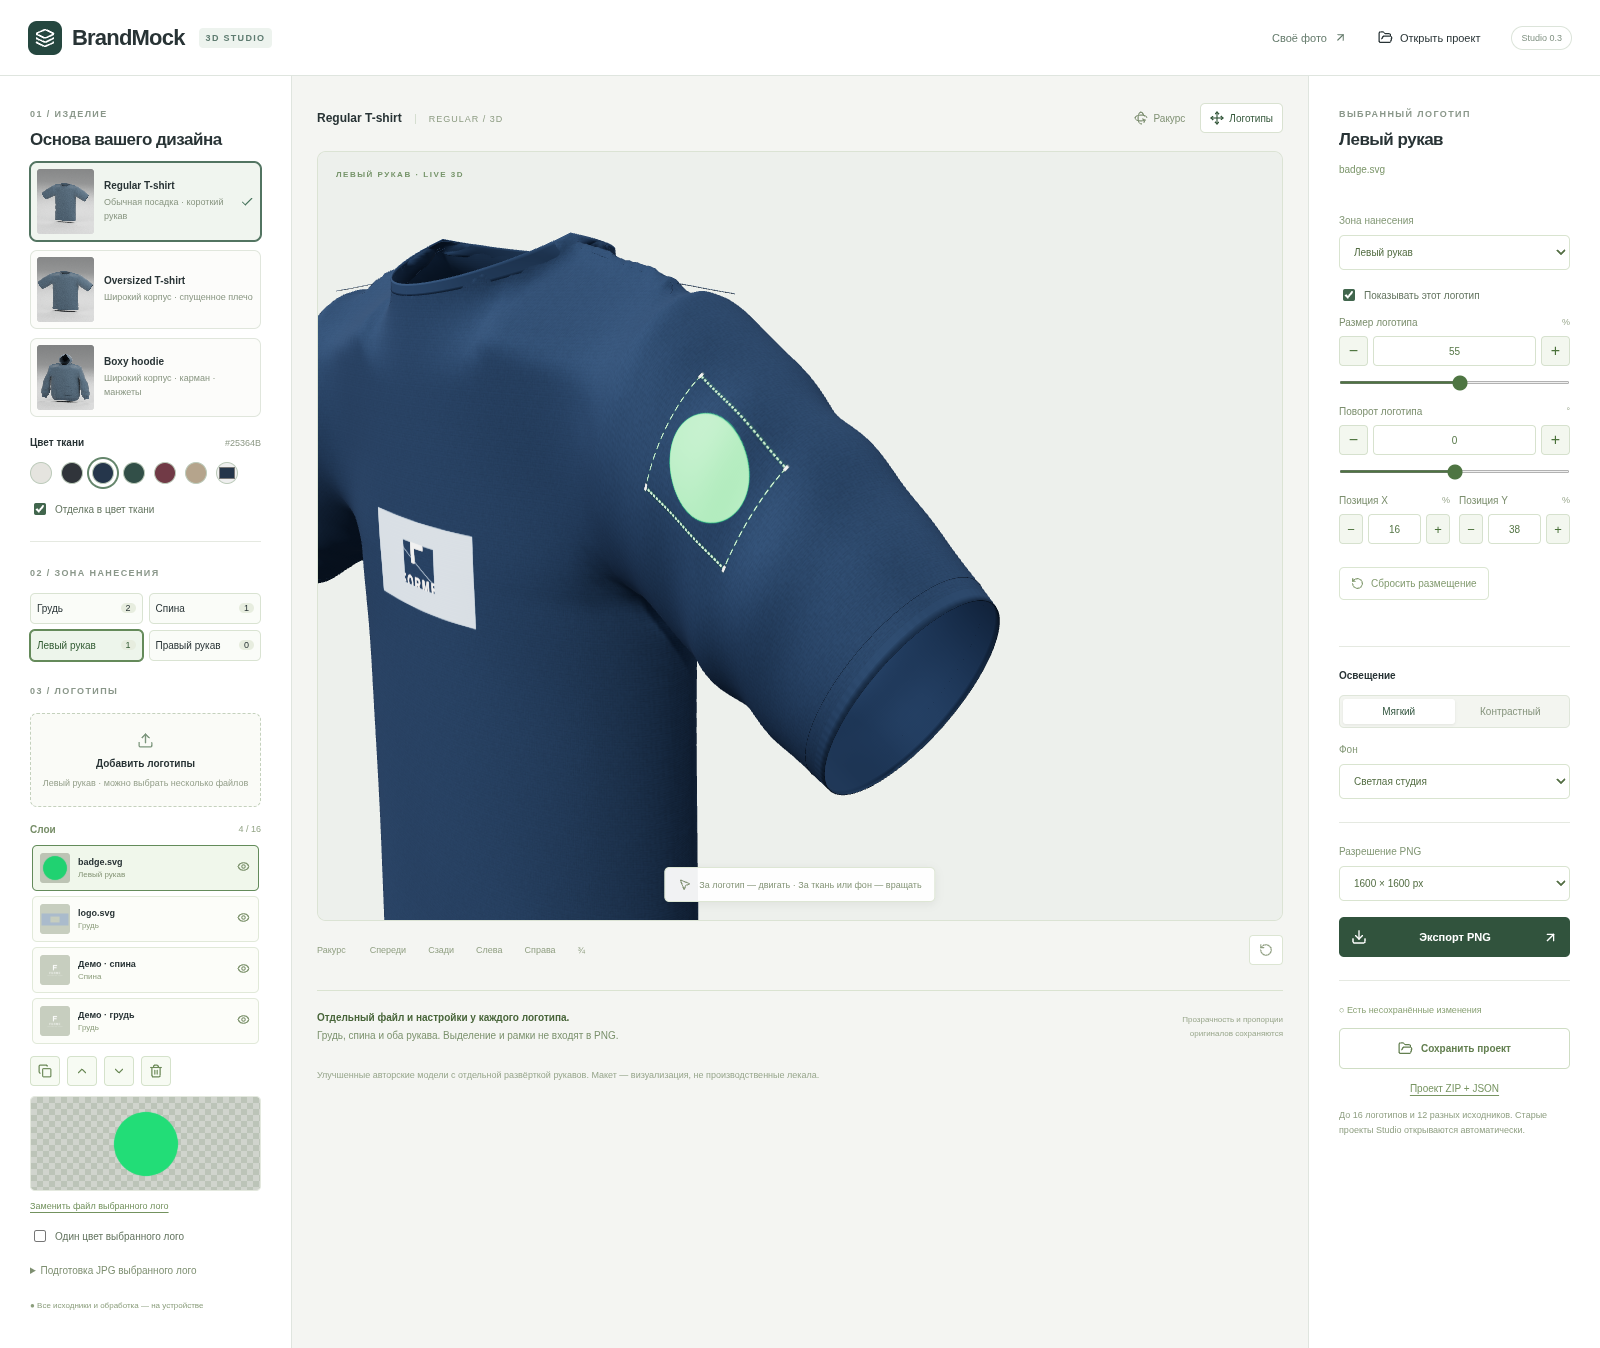 BrandMock
3D STUDIO
Своё фото
Открыть проект
Studio 0.3
01 / ИЗДЕЛИЕ
Основа вашего дизайна
Regular T-shirt
Обычная посадка · короткий
рукав
Oversized T-shirt
Широкий корпус · спущенное плечо
Boxy hoodie
Широкий корпус · карман ·
манжеты
Цвет ткани
#25364B
Отделка в цвет ткани
02 / ЗОНА НАНЕСЕНИЯ
Грудь 2
Спина 1
Левый рукав 1
Правый рукав 0
03 / ЛОГОТИПЫ
Добавить логотипы
Левый рукав · можно выбрать несколько файлов
Слои
4 / 16
badge.svg
Левый рукав
logo.svg
Грудь
Демо · спина
Спина
Демо · грудь
Грудь
Заменить файл выбранного лого
Один цвет выбранного лого
▶ Подготовка JPG выбранного лого
● Все исходники и обработка — на устройстве
Regular T-shirt
REGULAR / 3D
Ракурс
Логотипы
ЛЕВЫЙ РУКАВ · LIVE 3D
За логотип — двигать · За ткань или фон — вращать
Ракурс
Спереди
Сзади
Слева
Справа
¾
Отдельный файл и настройки у каждого логотипа.
Грудь, спина и оба рукава. Выделение и рамки не входят в PNG.
Прозрачность и пропорции
оригиналов сохраняются
Улучшенные авторские модели с отдельной развёрткой рукавов. Макет — визуализация, не производственные лекала.
ВЫБРАННЫЙ ЛОГОТИП
Левый рукав
badge.svg
Зона нанесения
Левый рукав
Показывать этот логотип
Размер логотипа %
− 55 +
Поворот логотипа °
− 0 +
Позиция X %
− 16 +
Позиция Y %
− 38 +
Сбросить размещение
Освещение
Мягкий
Контрастный
Фон
Светлая студия
Разрешение PNG
1600 × 1600 px
Экспорт PNG
○ Есть несохранённые изменения
Сохранить проект
Проект ZIP + JSON
До 16 логотипов и 12 разных исходников. Старые
проекты Studio открываются автоматически.